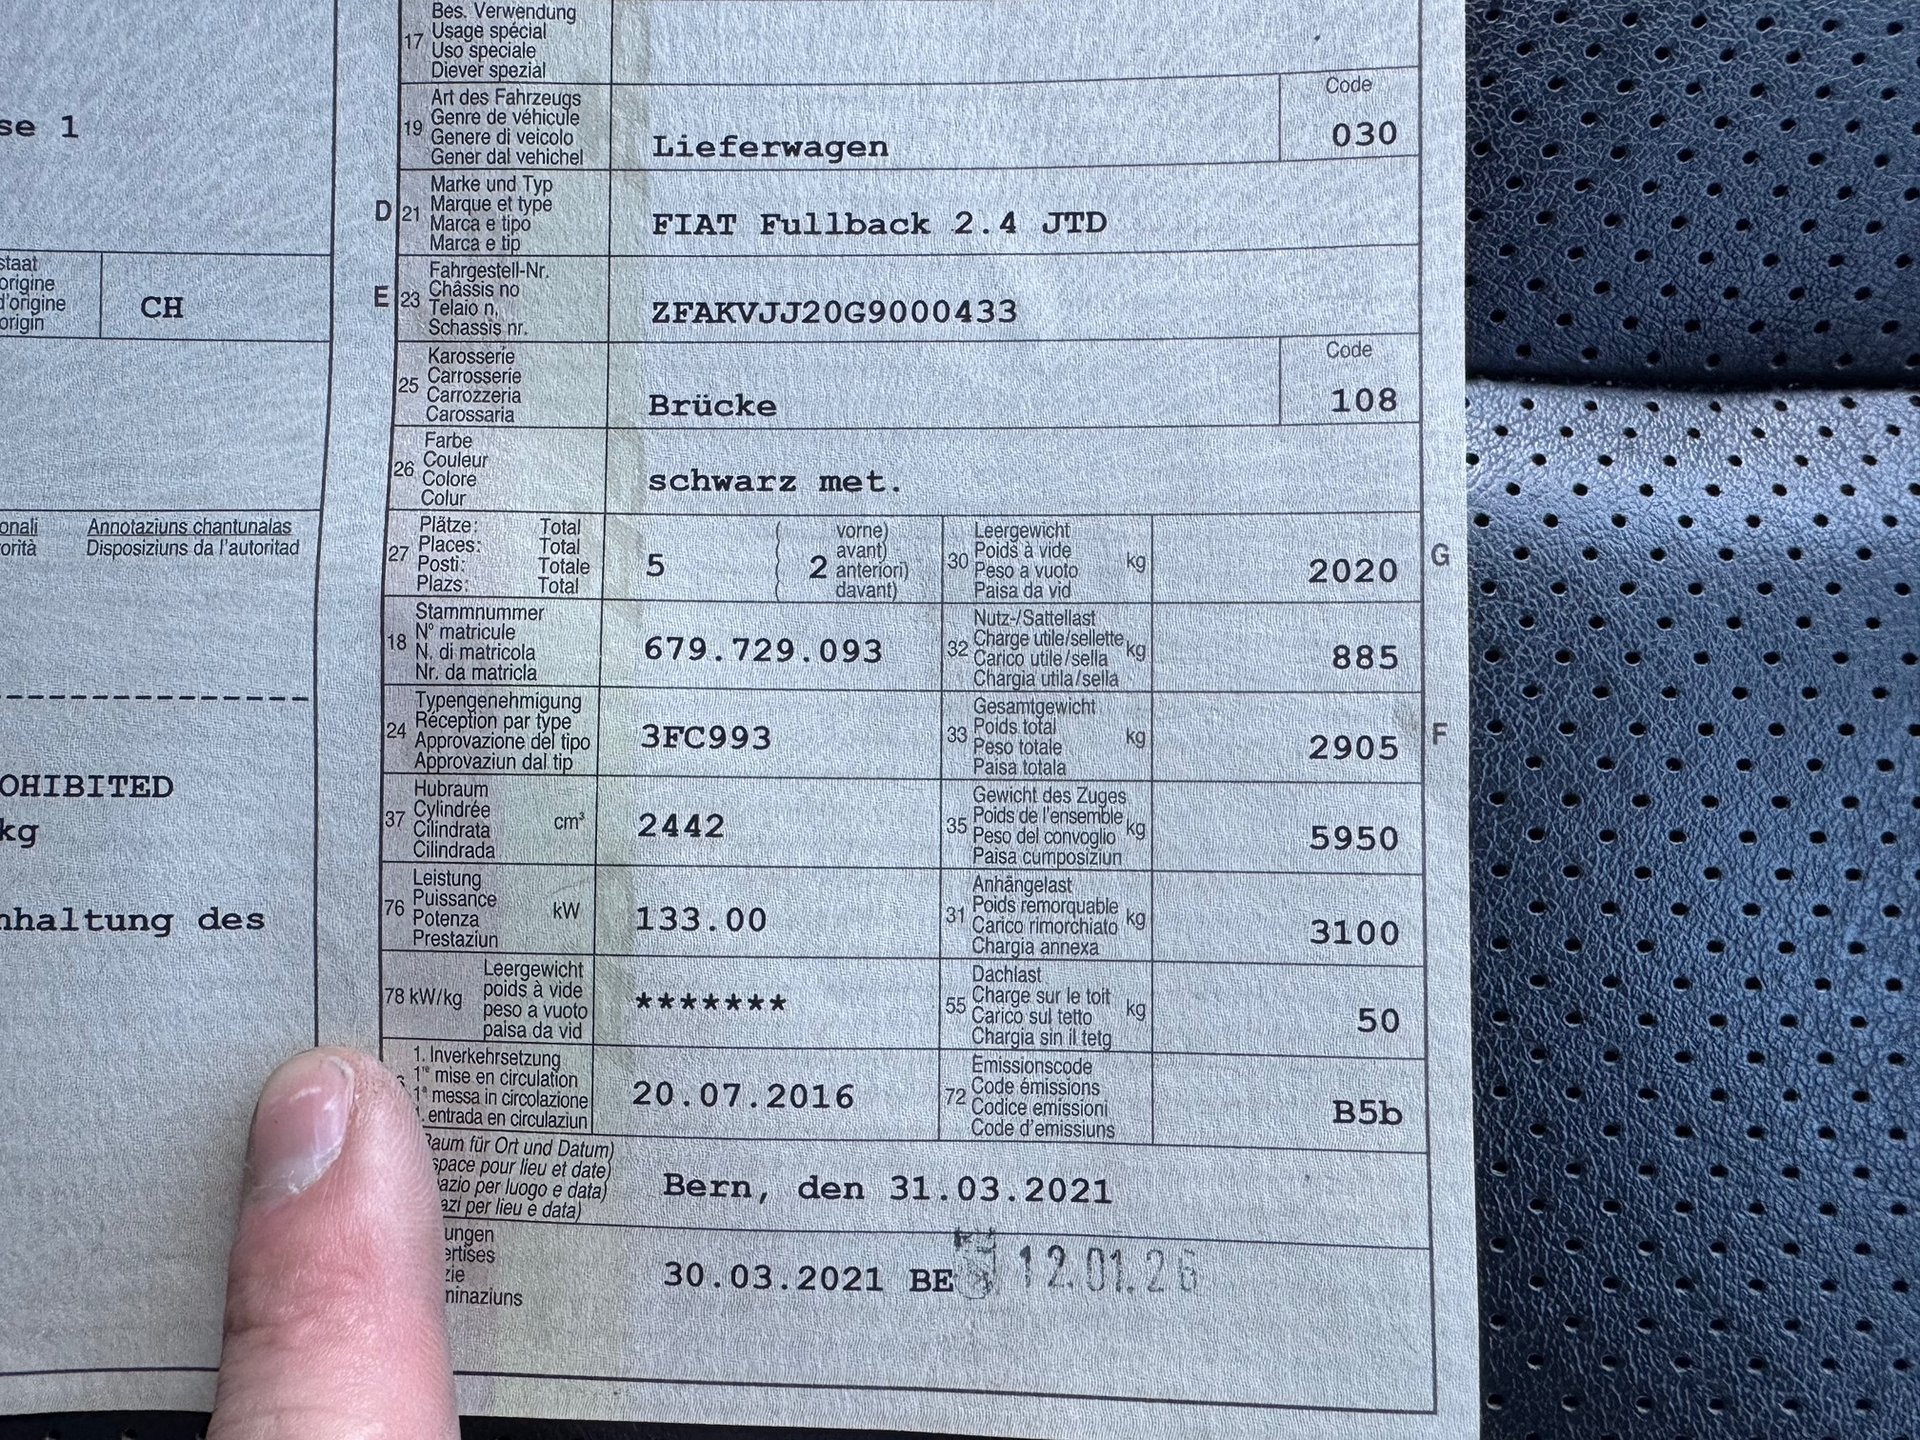 se 1
staat
origine
d'origine
origin
CH
onali Annotaziuns chantunalas
orità Disposiziuns da l'autoritad
OHIBITED
kg
nhaltung des
17
Bes. Verwendung
Usage spécial
Uso speciale
Diever spezial
19
Art des Fahrzeugs
Genre de véhicule
Genere di veicolo
Gener dal vehichel
Lieferwagen
Code
030
D 21
Marke und Typ
Marque et type
Marca e tipo
Marca e tip
FIAT Fullback 2.4 JTD
E 23
Fahrgestell-Nr.
Châssis no
Telaio n.
Schassis nr.
ZFAKVJJ20G9000433
25
Karosserie
Carrosserie
Carrozzeria
Carossaria
Brücke
Code
108
26
Farbe
Couleur
Colore
Colur
schwarz met.
27
Plätze: Total
Places: Total
Posti: Totale
Plazs: Total
5
( vorne)
( avant)
( 2 anteriori)
( davant)
30
Leergewicht
Poids à vide
Peso a vuoto
Paisa da vid
kg
2020
G
18
Stammnummer
N° matricule
N. di matricola
Nr. da matricla
679.729.093
32
Nutz-/Sattellast
Charge utile/sellette
Carico utile/sella
Chargia utila/sella
kg
885
24
Typengenehmigung
Réception par type
Approvazione del tipo
Approvaziun dal tip
3FC993
33
Gesamtgewicht
Poids total
Peso totale
Paisa totala
kg
2905
F
37
Hubraum
Cylindrée
Cilindrata
Cilindrada
cm³
2442
35
Gewicht des Zuges
Poids de l'ensemble
Peso del convoglio
Paisa cumposiziun
kg
5950
76
Leistung
Puissance
Potenza
Prestaziun
kW
133.00
31
Anhängelast
Poids remorquable
Carico rimorchiato
Chargia annexa
kg
3100
78 kW/kg
Leergewicht
poids à vide
peso a vuoto
paisa da vid
*******
55
Dachlast
Charge sur le toit
Carico sul tetto
Chargia sin il tetg
kg
50
1. Inverkehrsetzung
1re mise en circulation
1a messa in circolazione
. entrada en circulaziun
20.07.2016
72
Emissionscode
Code émissions
Codice emissioni
Code d'emissiuns
B5b
Raum für Ort und Datum)
space pour lieu et date)
azio per luogo e data)
azi per lieu e data)
Bern, den 31.03.2021
ungen
ertises
zie
minaziuns
30.03.2021 BE
12.01.26